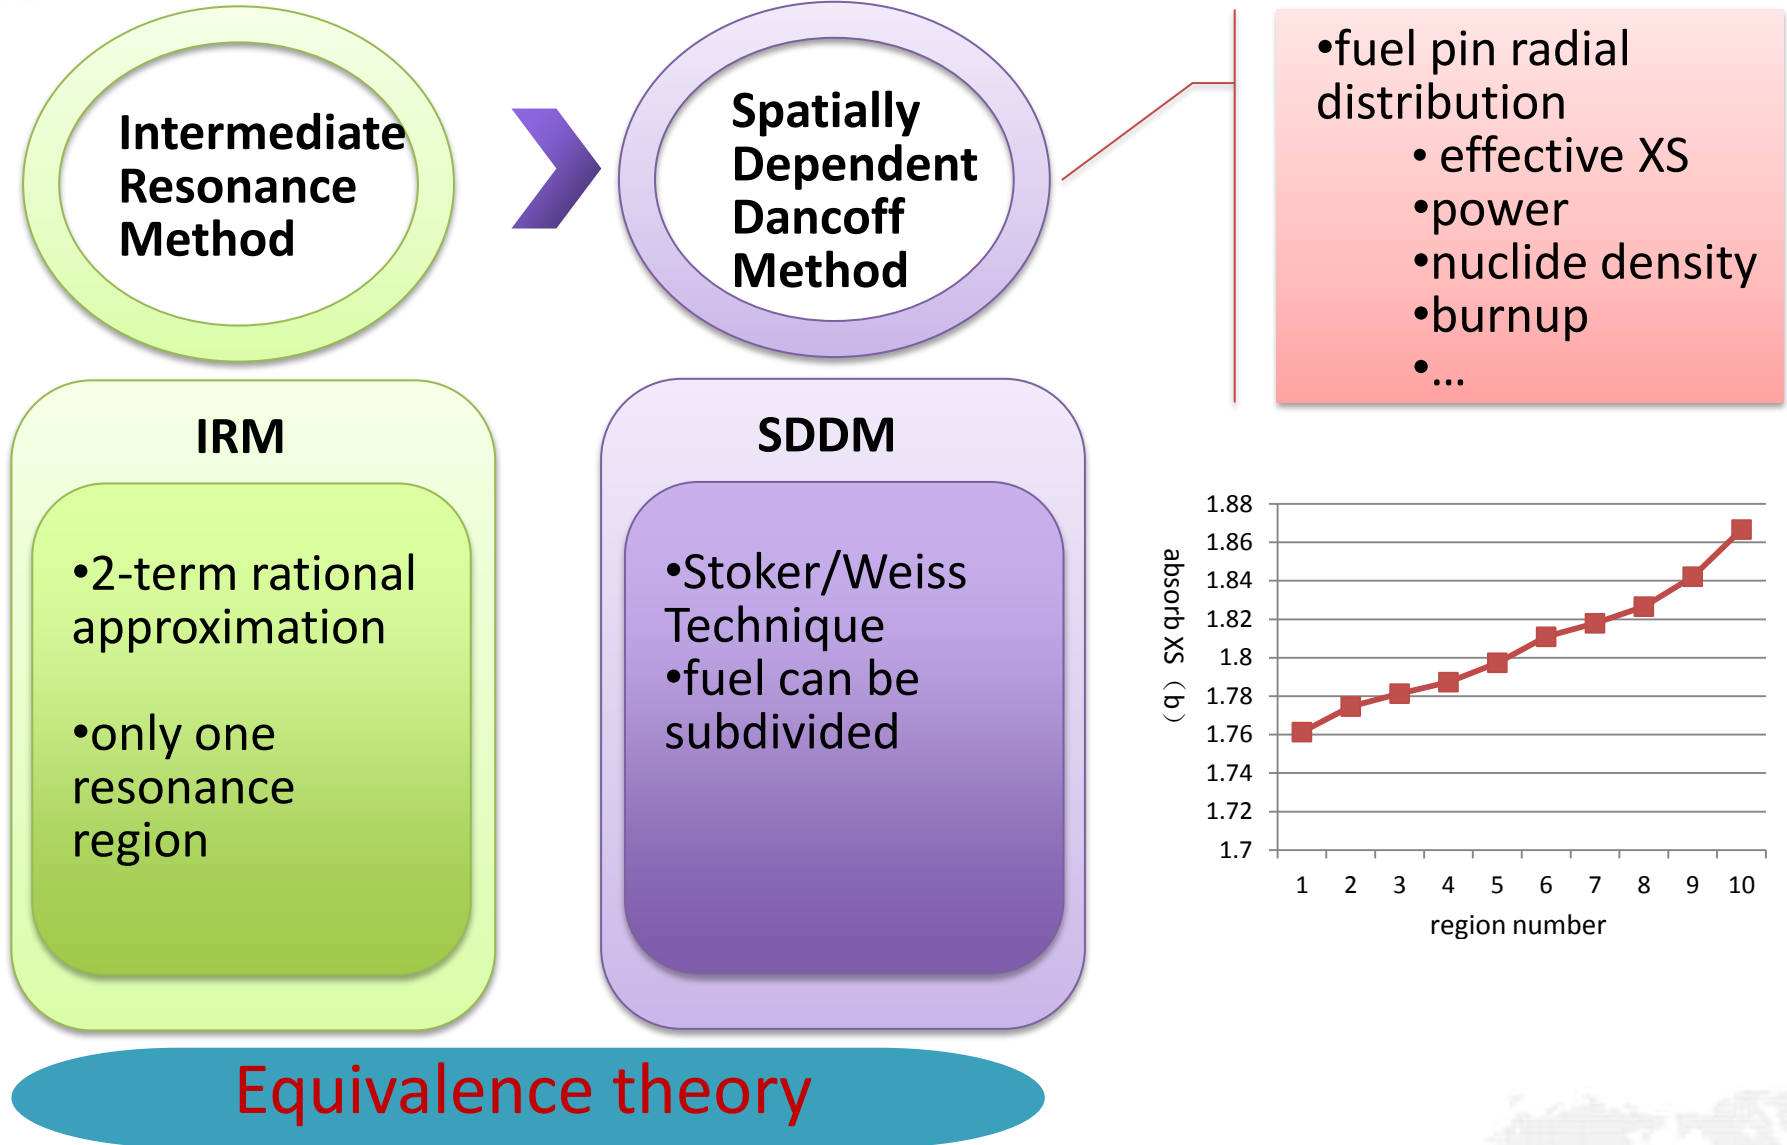 Intermediate
Resonance
Method
Spatially
Dependent
Dancoff
Method
•fuel pin radial
distribution
• effective XS
•power
•nuclide density
•burnup
•...
IRM
•2-term rational
approximation
•only one
resonance
region
SDDM
•Stoker/Weiss
Technique
•fuel can be
subdivided
absorb XS（b）
1.88
1.86
1.84
1.82
1.8
1.78
1.76
1.74
1.72
1.7
1 2 3 4 5 6 7 8 9 10
region number
Equivalence theory